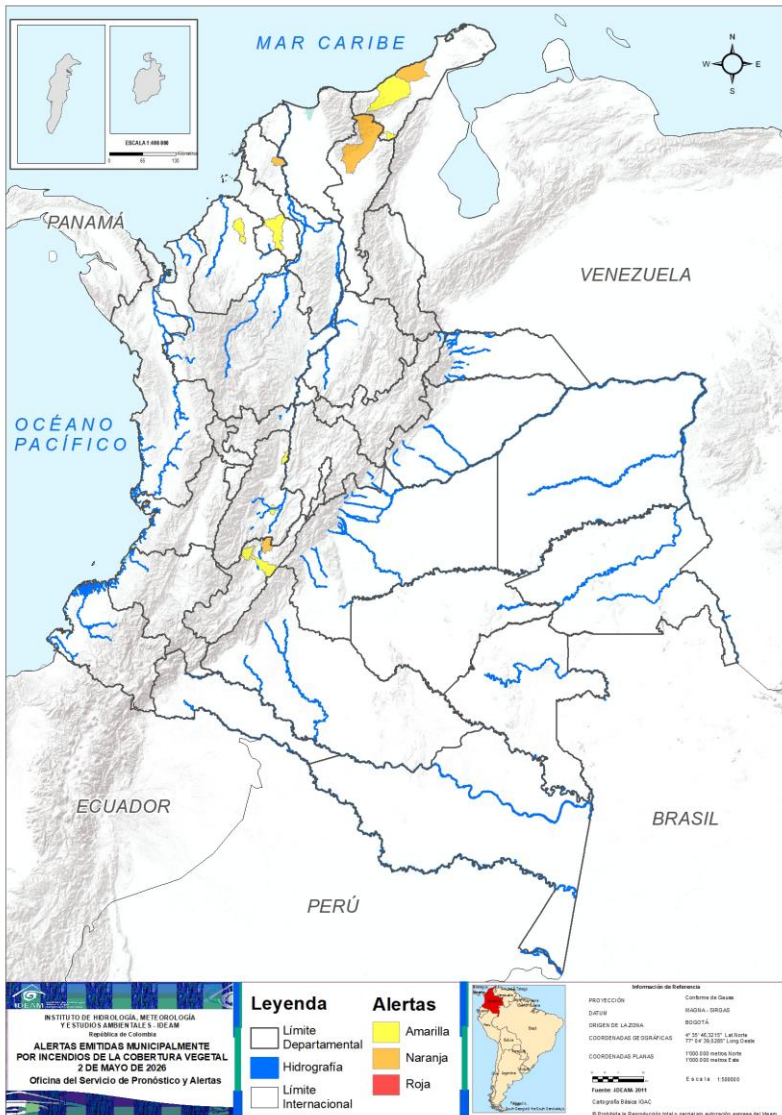 MAR CARIBE
N
W
E
S
ESCALA 1:400 000
0 65 130
PANAMÁ
VENEZUELA
OCÉANO
PACÍFICO
ECUADOR
BRASIL
PERÚ
IDEAM
INSTITUTO DE HIDROLOGÍA, METEOROLOGÍA
Y ESTUDIOS AMBIENTALES - IDEAM
República de Colombia
ALERTAS EMITIDAS MUNICIPALMENTE
POR INCENDIOS DE LA COBERTURA VEGETAL
2 DE MAYO DE 2026
Oficina del Servicio de Pronóstico y Alertas
Leyenda
Límite
Departamental
Hidrografía
Límite
Internacional
Alertas
Amarilla
Naranja
Roja
Información de Referencia
PROYECCIÓN Conforme de Gauss
DATUM MAGNA - SIRGAS
ORIGEN DE LA ZONA BOGOTÁ
COORDENADAS GEOGRÁFICAS
COORDENADAS PLANAS 1'000.000 metros Norte
1'000.000 metros Este
Fuente: IDEAM 2011
Cartografía Básica IGAC